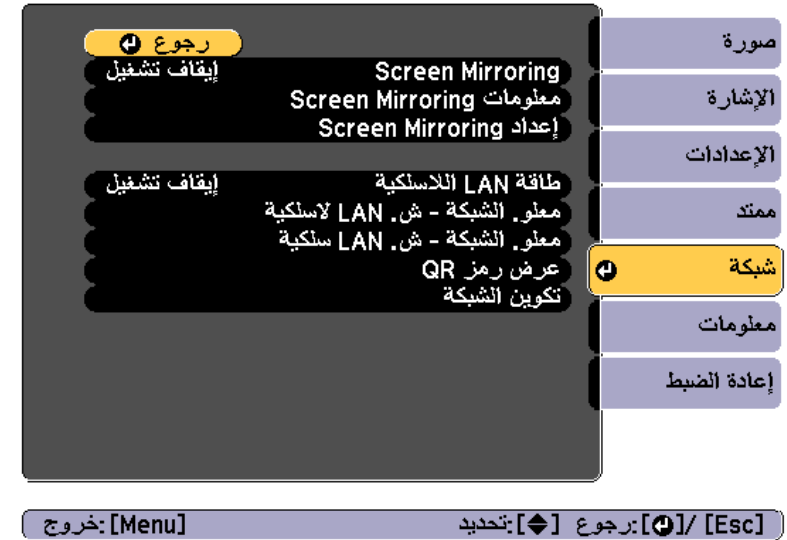 رجوع
Screen Mirroring إيقاف تشغيل
معلومات Screen Mirroring
إعداد Screen Mirroring
طاقة LAN اللاسلكية إيقاف تشغيل
معلو. الشبكة - ش. LAN لاسلكية
معلو. الشبكة - ش. LAN سلكية
عرض رمز QR
تكوين الشبكة
صورة
الإشارة
الإعدادات
ممتد
شبكة
معلومات
إعادة الضبط
[Esc] /[⏎]:رجوع [◆]:تحديد [Menu]:خروج